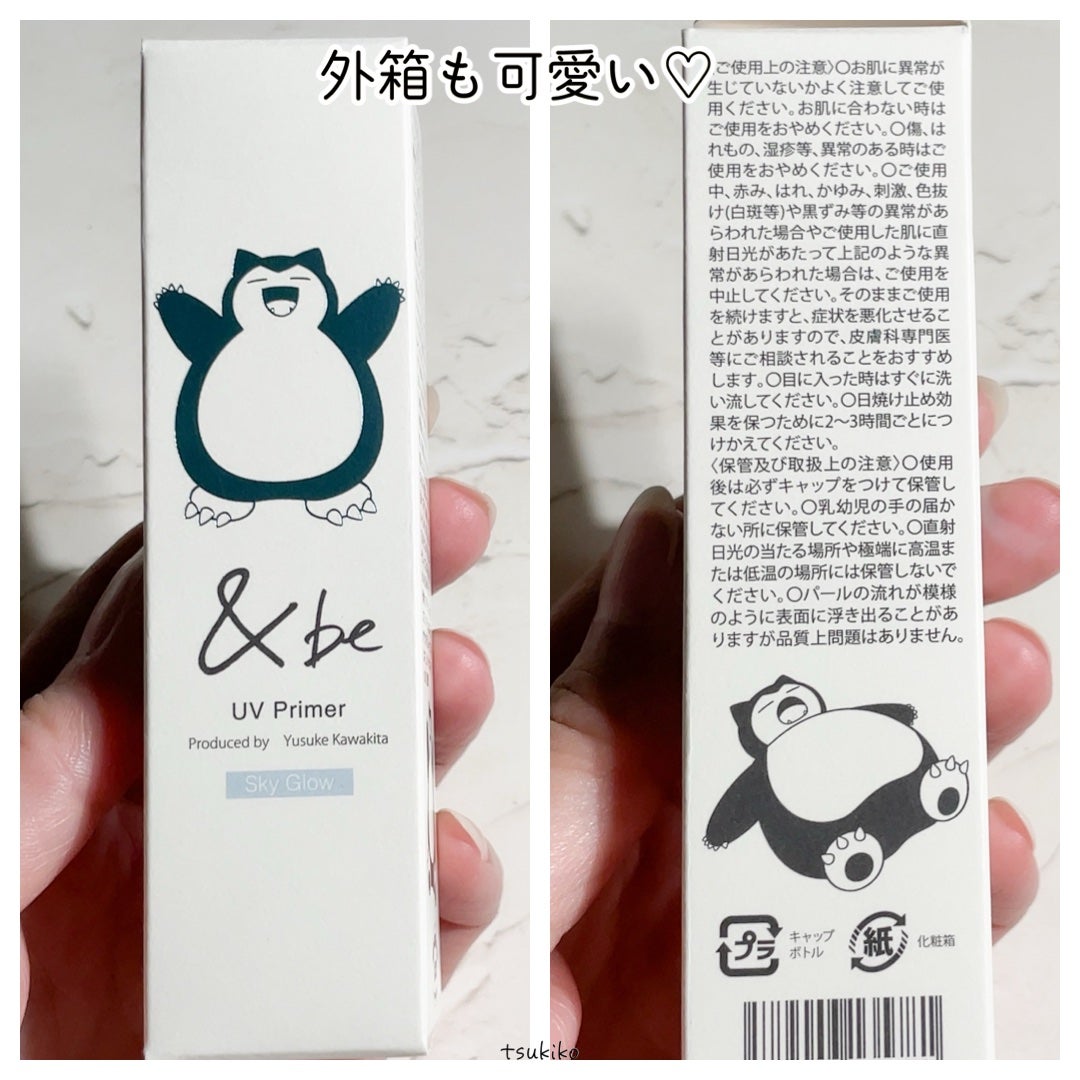 外箱も可愛い♡
& be
UV Primer
Produced by Yusuke Kawakita
Sky Glow
〈ご使用上の注意〉〇お肌に異常が
生じていないかよく注意してご使
用ください。お肌に合わない時は
ご使用をおやめください。〇傷、は
れもの、湿疹等、異常のある時はご
使用をおやめください。〇ご使用
中、赤み、はれ、かゆみ、刺激、色抜
け(白斑等)や黒ずみ等の異常があ
らわれた場合やご使用した肌に直
射日光があたって上記のような異
常があらわれた場合は、ご使用を
中止してください。そのままご使用
を続けますと、症状を悪化させるこ
とがありますので、皮膚科専門医
等にご相談されることをおすすめ
します。〇目に入った時はすぐに洗
い流してください。〇日焼け止め効
果を保つために2〜3時間ごとにつ
けかえてください。
〈保管及び取扱上の注意〉〇使用
後は必ずキャップをつけて保管し
てください。〇乳幼児の手の届か
ない所に保管してください。〇直射
日光の当たる場所や極端に高温ま
たは低温の場所には保管しないで
ください。〇パールの流れが模様
のように表面に浮き出ることがあ
りますが品質上問題はありません。
プラ
キャップ
ボトル
紙
化粧箱
tsukiko